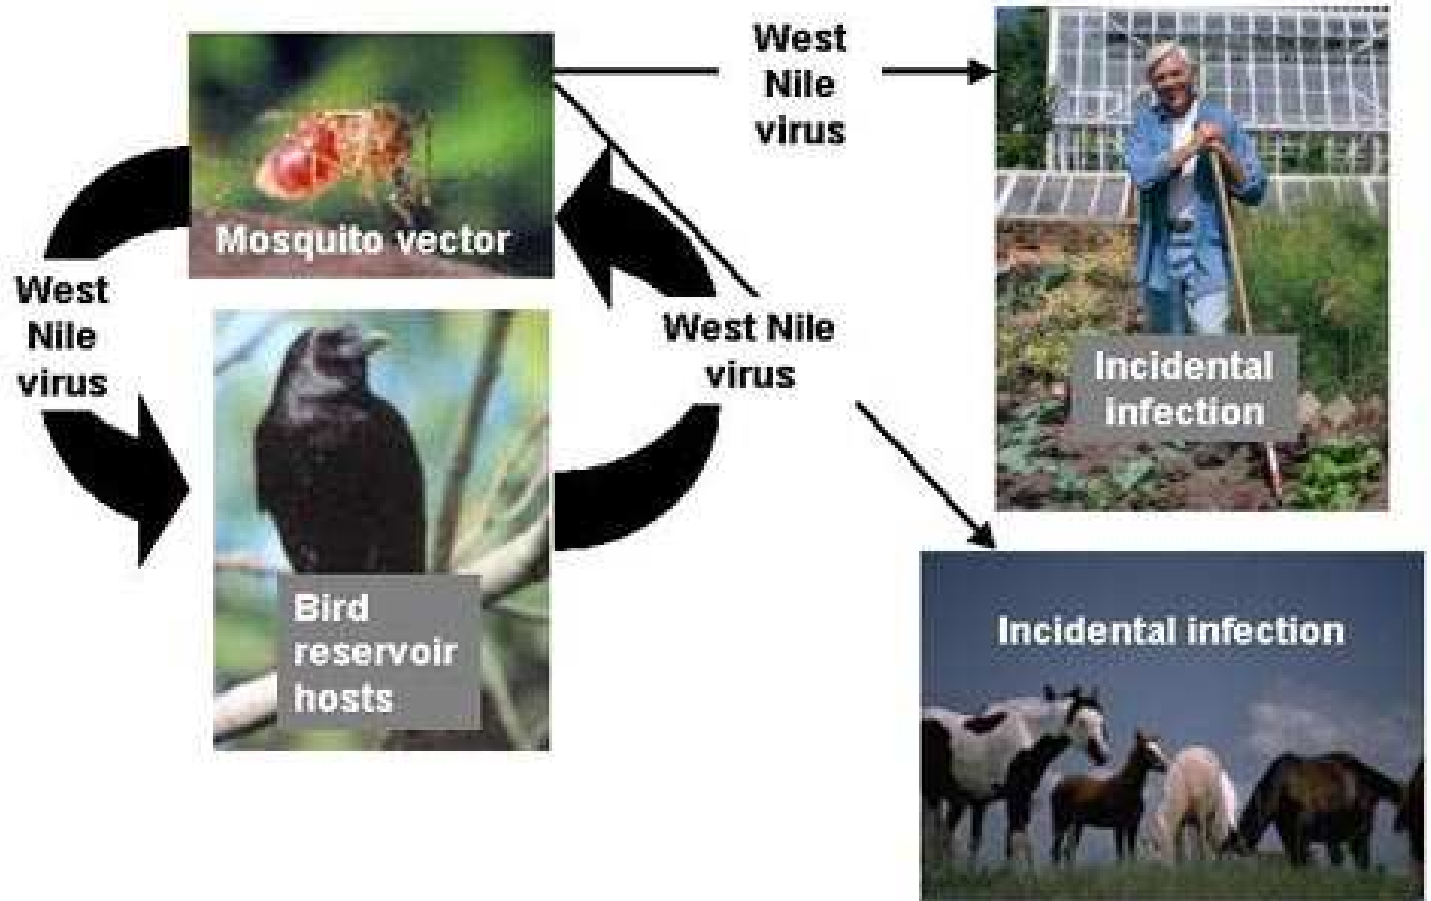 West
Nile
virus
Mosquito vector
West
Nile
virus
West Nile
virus
Incidental
infection
Bird
reservoir
hosts
Incidental infection